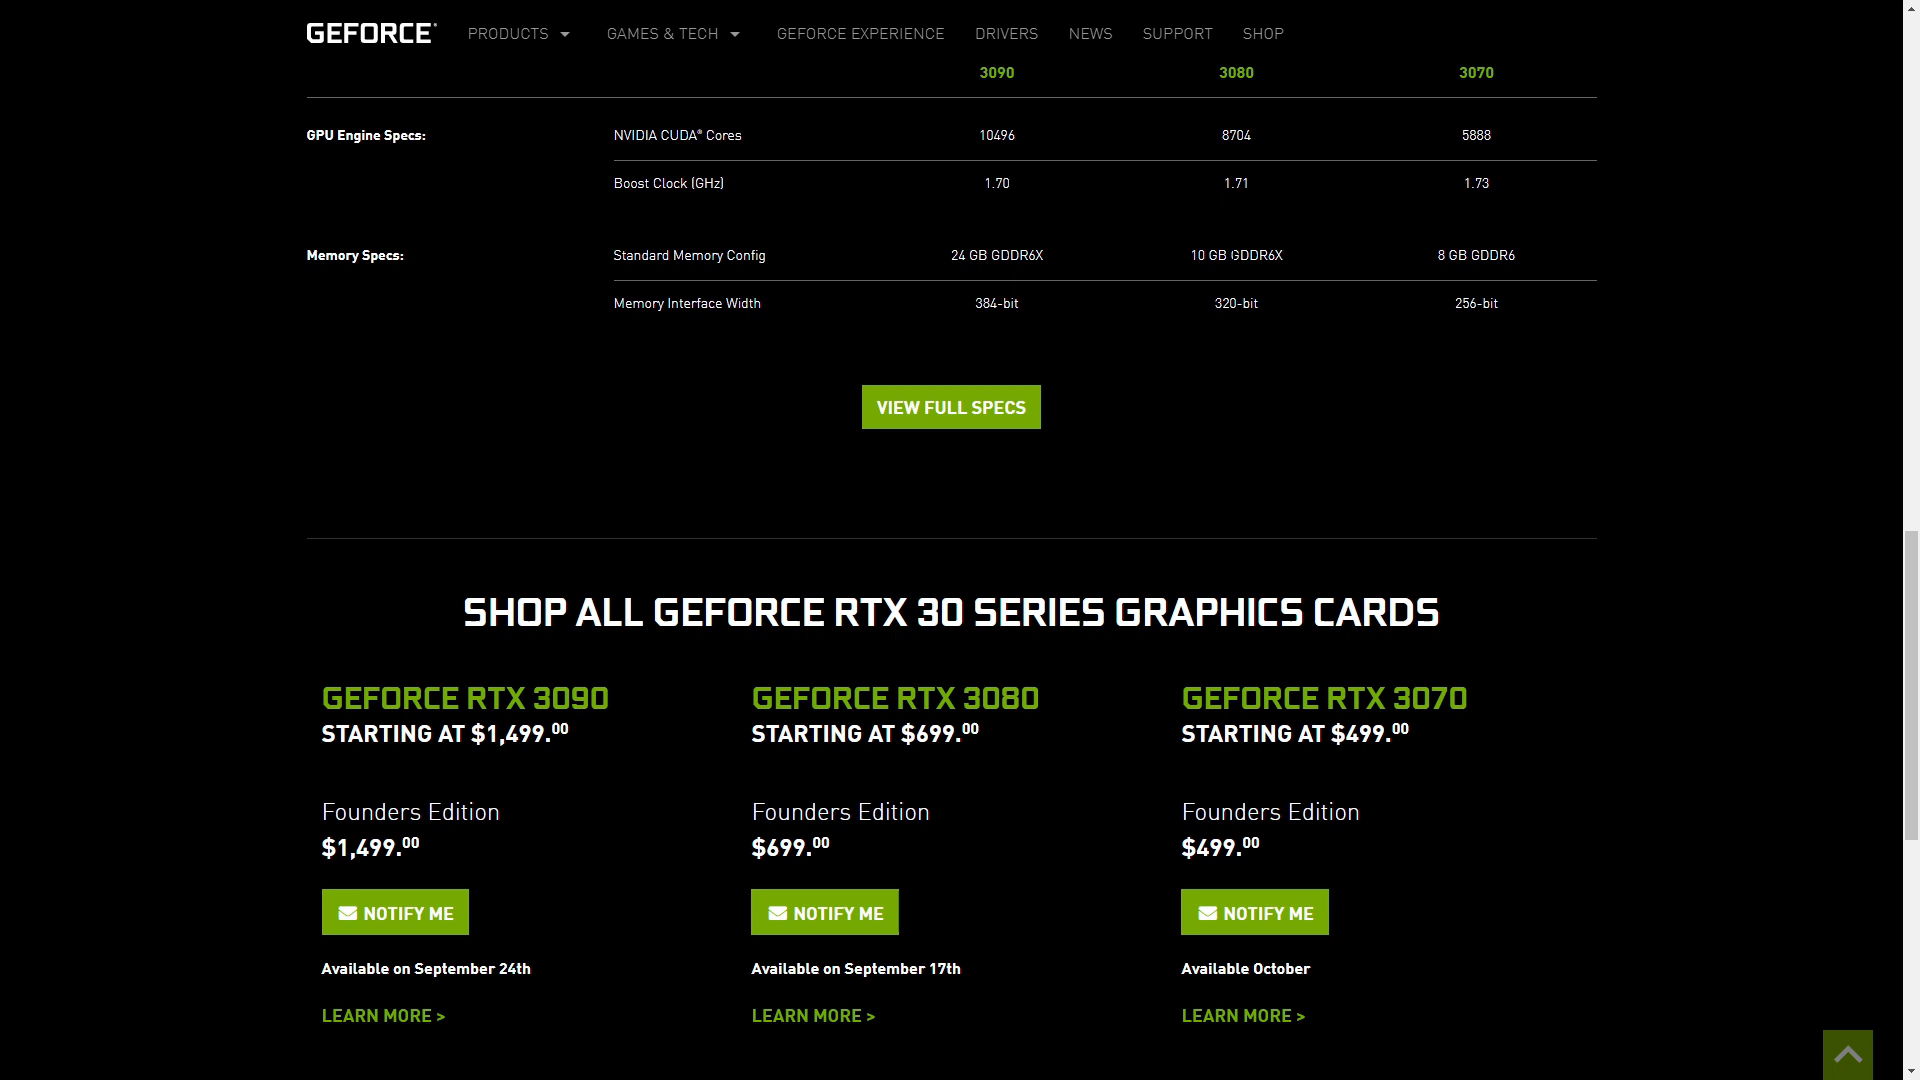 GEFORCE PRODUCTS GAMES & TECH GEFORCE EXPERIENCE DRIVERS NEWS SUPPORT SHOP
3090 3080 3070
GPU Engine Specs: NVIDIA CUDA® Cores 10496 8704 5888
Boost Clock (GHz) 1.70 1.71 1.73
Memory Specs: Standard Memory Config 24 GB GDDR6X 10 GB GDDR6X 8 GB GDDR6
Memory Interface Width 384-bit 320-bit 256-bit
VIEW FULL SPECS
SHOP ALL GEFORCE RTX 30 SERIES GRAPHICS CARDS
GEFORCE RTX 3090 GEFORCE RTX 3080 GEFORCE RTX 3070
STARTING AT $1,499.00 STARTING AT $699.00 STARTING AT $499.00
Founders Edition Founders Edition Founders Edition
$1,499.00 $699.00 $499.00
NOTIFY ME NOTIFY ME NOTIFY ME
Available on September 24th Available on September 17th Available October
LEARN MORE > LEARN MORE > LEARN MORE >